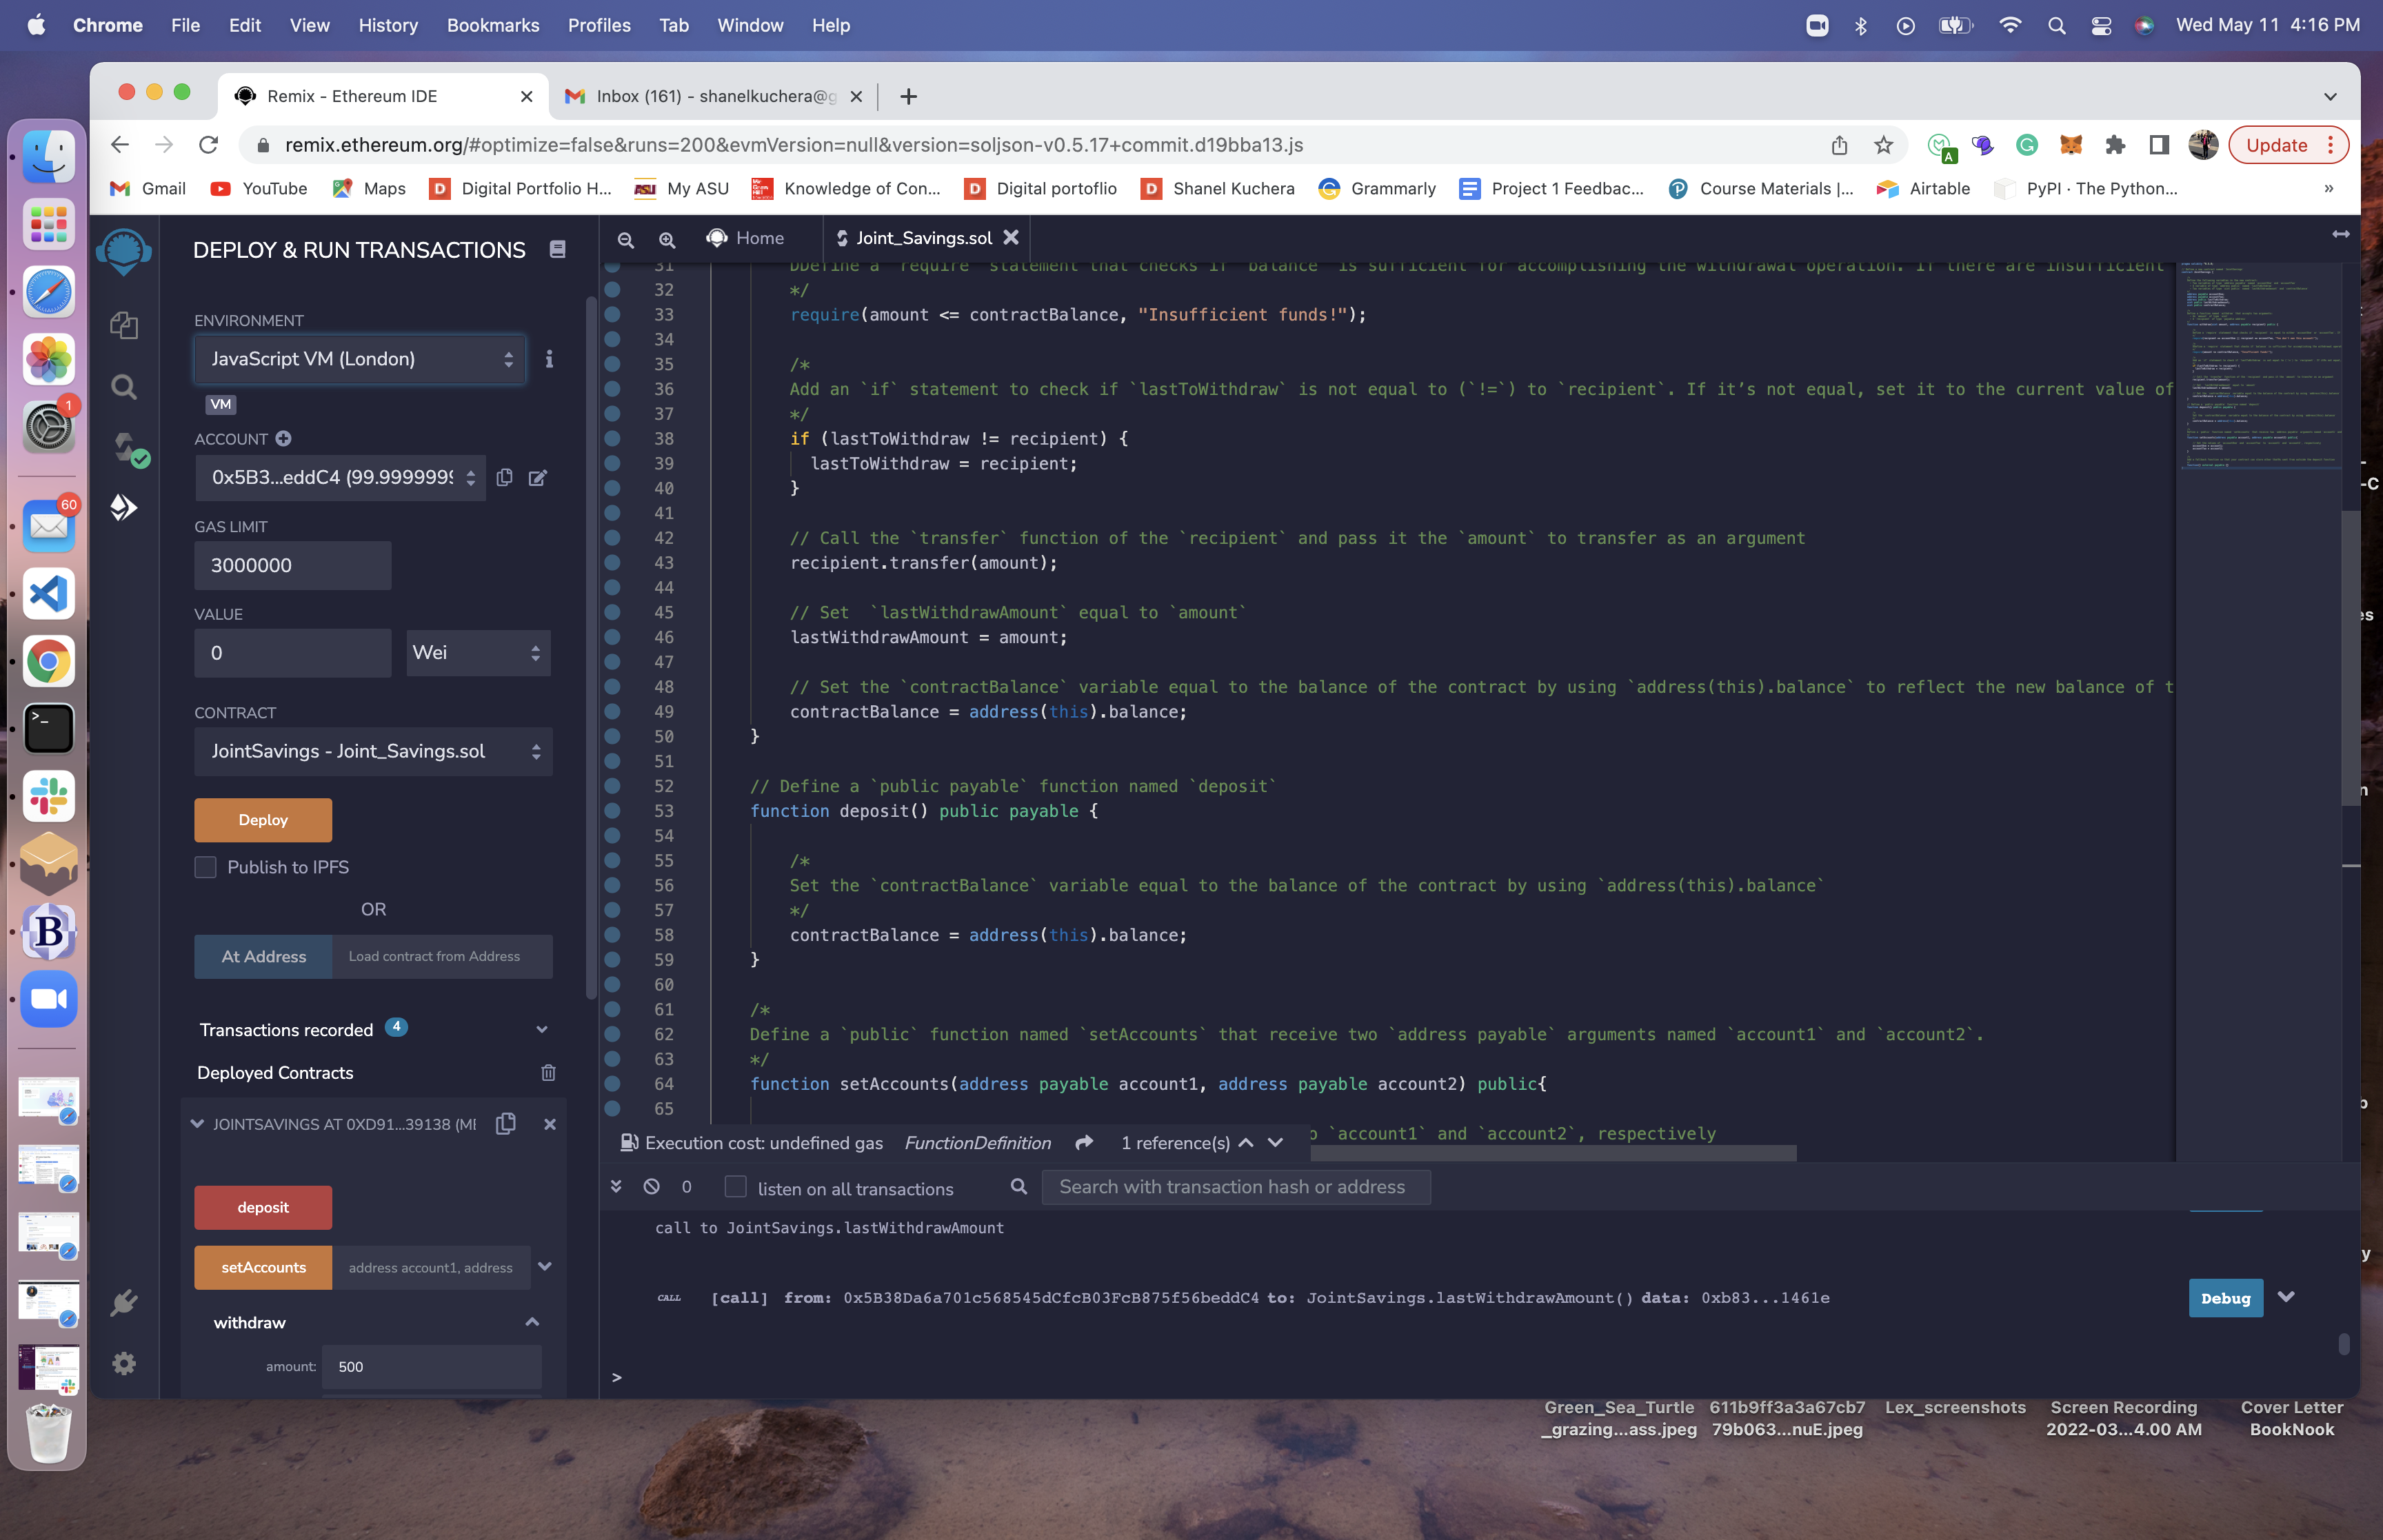 Chrome File Edit View History Bookmarks Profiles Tab Window Help
Wed May 11 4:16 PM
Remix - Ethereum IDE
Inbox (161) - shanelkuchera@g
remix.ethereum.org/#optimize=false&runs=200&evmVersion=null&version=soljson-v0.5.17+commit.d19bba13.js
Update
Gmail YouTube Maps Digital Portfolio H... My ASU Knowledge of Con... Digital portoflio Shanel Kuchera Grammarly Project 1 Feedbac... Course Materials |... Airtable PyPI · The Python... »
DEPLOY & RUN TRANSACTIONS
ENVIRONMENT
JavaScript VM (London)
VM
ACCOUNT
0x5B3...eddC4 (99.9999999
GAS LIMIT
3000000
VALUE
0
Wei
CONTRACT
JointSavings - Joint_Savings.sol
Deploy
Publish to IPFS
OR
At Address
Load contract from Address
Transactions recorded 4
Deployed Contracts
JOINTSAVINGS AT 0XD91...39138 (ME
deposit
setAccounts
address account1, address
withdraw
amount: 500
Home
Joint_Savings.sol
31 DDefine a `require` statement that checks if `balance` is sufficient for accomplishing the withdrawal operation. If there are insufficient
32 */
33 require(amount <= contractBalance, "Insufficient funds!");
34
35 /*
36 Add an `if` statement to check if `lastToWithdraw` is not equal to (`!=`) to `recipient`. If it’s not equal, set it to the current value of
37 */
38 if (lastToWithdraw != recipient) {
39 lastToWithdraw = recipient;
40 }
41
42 // Call the `transfer` function of the `recipient` and pass it the `amount` to transfer as an argument
43 recipient.transfer(amount);
44
45 // Set  `lastWithdrawAmount` equal to `amount`
46 lastWithdrawAmount = amount;
47
48 // Set the `contractBalance` variable equal to the balance of the contract by using `address(this).balance` to reflect the new balance of t
49 contractBalance = address(this).balance;
50 }
51
52 // Define a `public payable` function named `deposit`
53 function deposit() public payable {
54
55 /*
56 Set the `contractBalance` variable equal to the balance of the contract by using `address(this).balance`
57 */
58 contractBalance = address(this).balance;
59 }
60
61 /*
62 Define a `public` function named `setAccounts` that receive two `address payable` arguments named `account1` and `account2`.
63 */
64 function setAccounts(address payable account1, address payable account2) public{
65
o `account1` and `account2`, respectively
Execution cost: undefined gas FunctionDefinition 1 reference(s)
0 listen on all transactions
Search with transaction hash or address
call to JointSavings.lastWithdrawAmount
CALL [call] from: 0x5B38Da6a701c568545dCfcB03FcB875f56beddC4 to: JointSavings.lastWithdrawAmount() data: 0xb83...1461e
Debug
>
1
60
A
B
-C
es
n
b
y
Green_Sea_Turtle
_grazing...ass.jpeg
611b9ff3a3a67cb7
79b063...nuE.jpeg
Lex_screenshots
Screen Recording
2022-03...4.00 AM
Cover Letter
BookNook